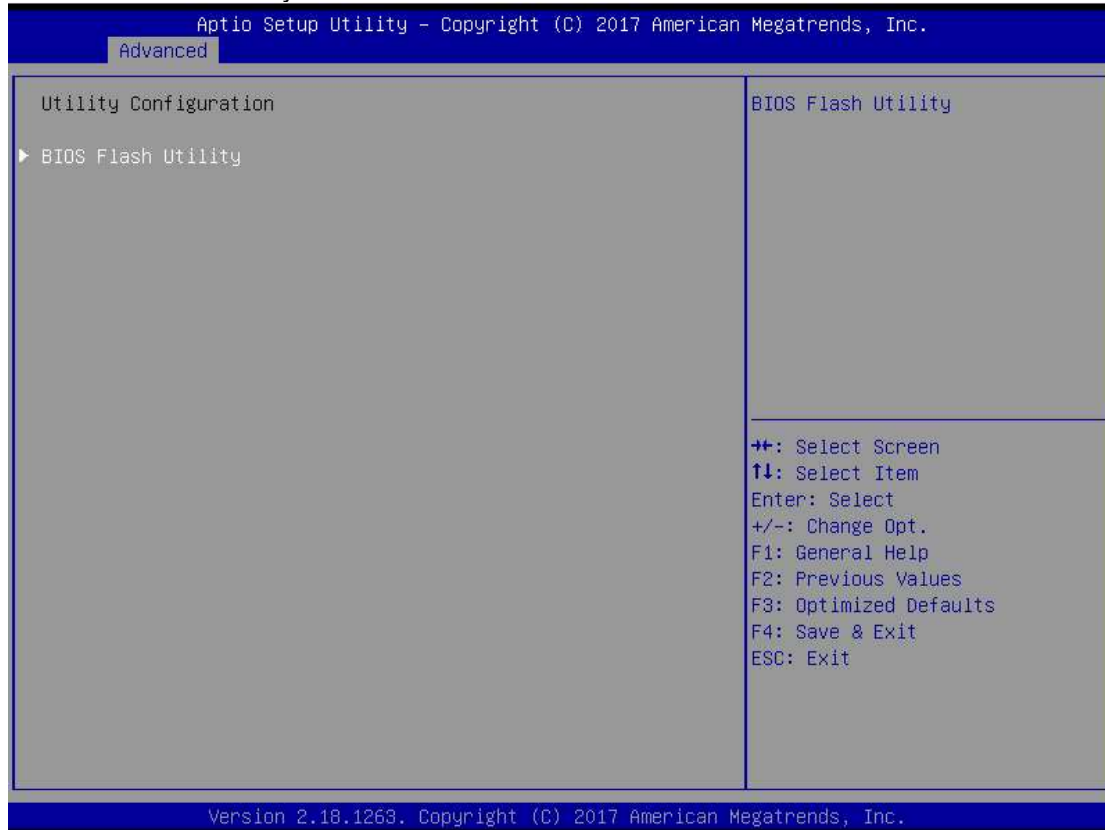 Aptio Setup Utility – Copyright (C) 2017 American Megatrends, Inc.
Advanced
Utility Configuration
BIOS Flash Utility
BIOS Flash Utility
→←: Select Screen
↑↓: Select Item
Enter: Select
+/-: Change Opt.
F1: General Help
F2: Previous Values
F3: Optimized Defaults
F4: Save & Exit
ESC: Exit
Version 2.18.1263. Copyright (C) 2017 American Megatrends, Inc.